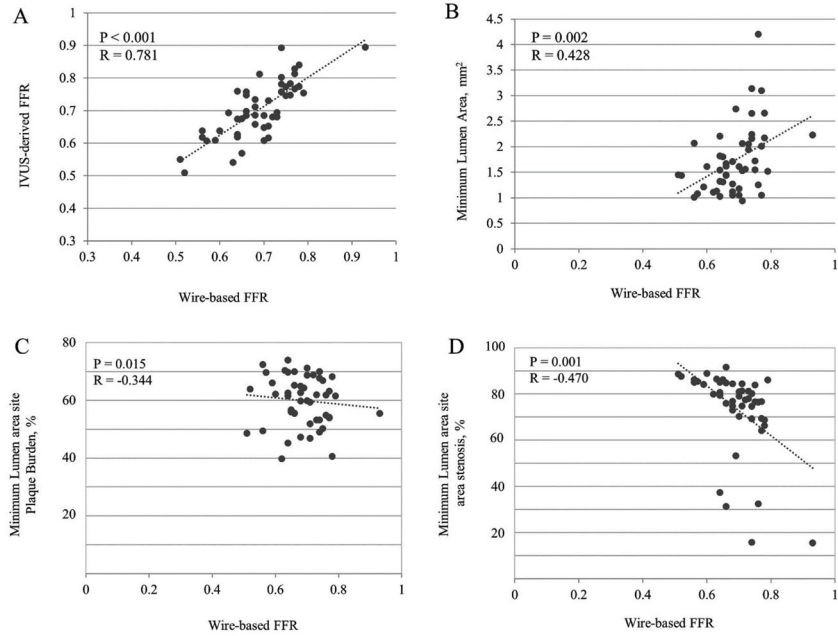 A
P < 0.001
R = 0.781
IVUS-derived FFR
1
0.9
0.8
0.7
0.6
0.5
0.4
0.3
0.3 0.4 0.5 0.6 0.7 0.8 0.9 1
Wire-based FFR
B
P = 0.002
R = 0.428
Minimum Lumen Area, mm²
4.5
4
3.5
3
2.5
2
1.5
1
0.5
0
0 0.2 0.4 0.6 0.8 1
Wire-based FFR
C
P = 0.015
R = -0.344
Minimum Lumen area site
Plaque Burden, %
80
60
40
20
0 0.2 0.4 0.6 0.8 1
Wire-based FFR
D
P = 0.001
R = -0.470
Minimum Lumen area site
area stenosis, %
100
80
60
40
20
0 0.2 0.4 0.6 0.8 1
Wire-based FFR